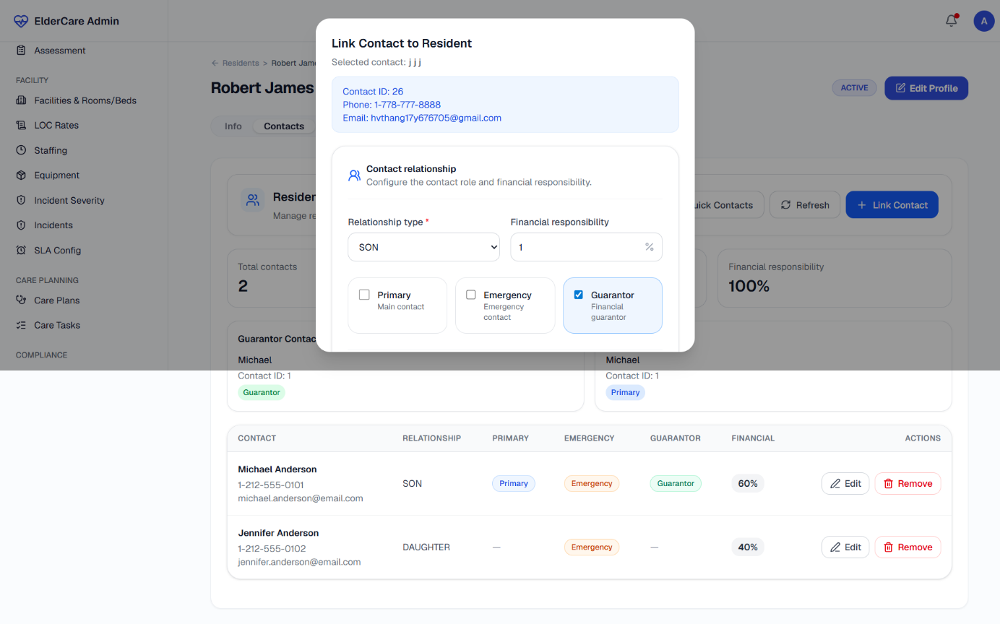 ElderCare Admin
A
Assessment
FACILITY
Facilities & Rooms/Beds
LOC Rates
Staffing
Equipment
Incident Severity
Incidents
SLA Config
CARE PLANNING
Care Plans
Care Tasks
COMPLIANCE
Residents > Robert Jam
Robert James
ACTIVE
Edit Profile
Info
Contacts
Link Contact to Resident
Selected contact: j j j
Contact ID: 26
Phone: 1-778-777-8888
Email: hvthang17y676705@gmail.com
Contact relationship
Configure the contact role and financial responsibility.
Relationship type *
Financial responsibility
SON
1
%
Primary
Main contact
Emergency
Emergency
contact
Guarantor
Financial
guarantor
Residen
Manage re
uick Contacts
Refresh
Link Contact
Total contacts
2
Financial responsibility
100%
Guarantor Contac
Michael
Contact ID: 1
Guarantor
Michael
Contact ID: 1
Primary
CONTACT RELATIONSHIP PRIMARY EMERGENCY GUARANTOR FINANCIAL ACTIONS
Michael Anderson
1-212-555-0101
michael.anderson@email.com
SON Primary Emergency Guarantor 60% Edit Remove
Jennifer Anderson
1-212-555-0102
jennifer.anderson@email.com
DAUGHTER — Emergency — 40% Edit Remove